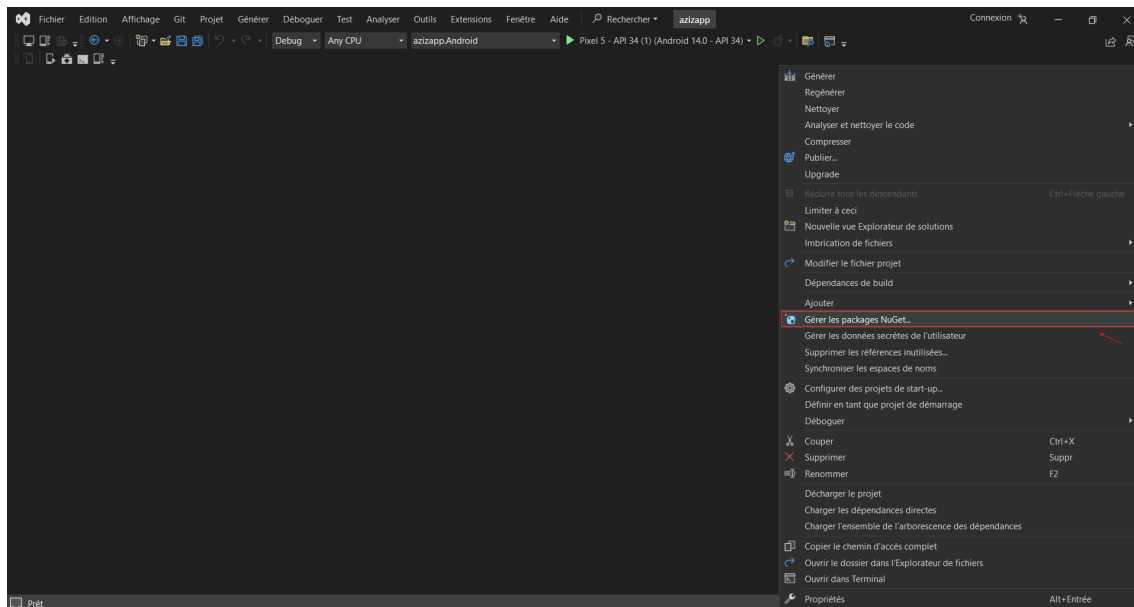 Fichier Edition Affichage Git Projet Générer Déboguer Test Analyser Outils Extensions Fenêtre Aide Rechercher azizapp Connexion
Debug Any CPU azizapp.Android Pixel 5 - API 34 (1) (Android 14.0 - API 34)
Générer
Regénérer
Nettoyer
Analyser et nettoyer le code
Compresser
Publier...
Upgrade
Réduire tous les descendants Ctrl+Flèche gauche
Limiter à ceci
Nouvelle vue Explorateur de solutions
Imbrication de fichiers
Modifier le fichier projet
Dépendances de build
Ajouter
Gérer les packages NuGet...
Gérer les données secrètes de l'utilisateur
Supprimer les références inutilisées...
Synchroniser les espaces de noms
Configurer des projets de start-up...
Définir en tant que projet de démarrage
Déboguer
Couper Ctrl+X
Supprimer Suppr
Renommer F2
Décharger le projet
Charger les dépendances directes
Charger l'ensemble de l'arborescence des dépendances
Copier le chemin d'accès complet
Ouvrir le dossier dans l'Explorateur de fichiers
Ouvrir dans Terminal
Propriétés Alt+Entrée
Prêt